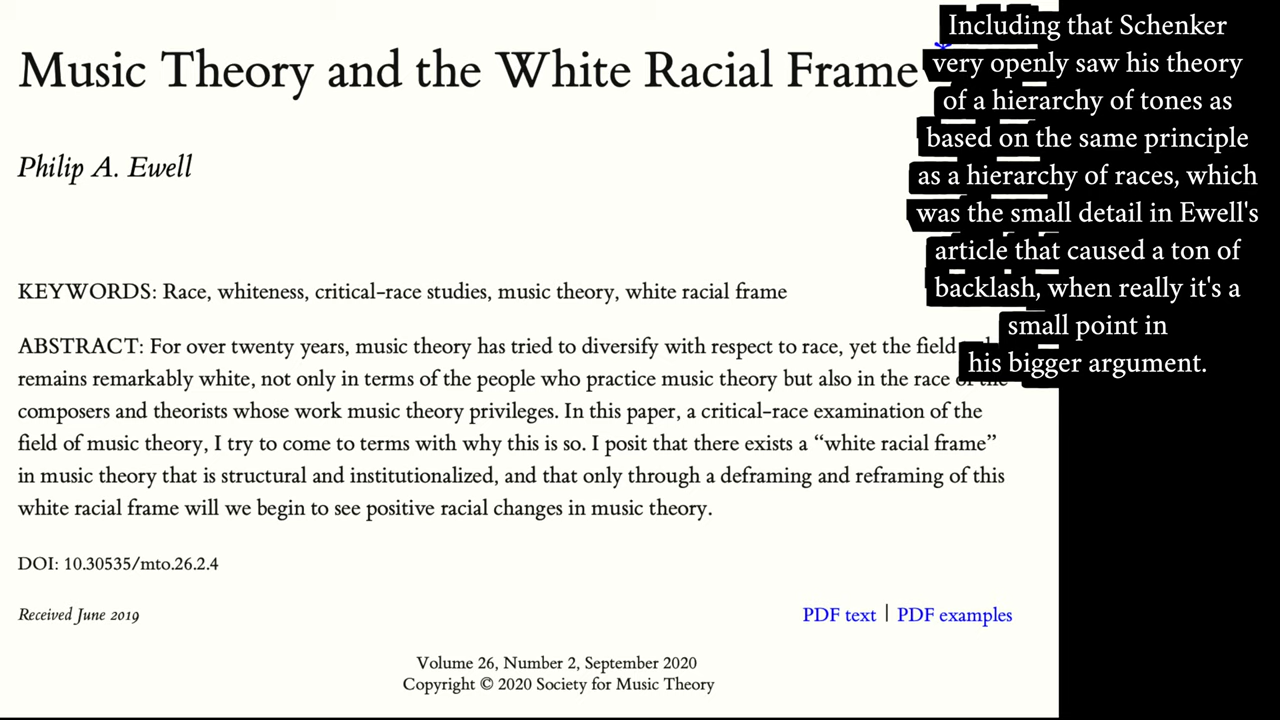 Music Theory and the White Racial Frame
Philip A. Ewell
KEYWORDS: Race, whiteness, critical-race studies, music theory, white racial frame
ABSTRACT: For over twenty years, music theory has tried to diversify with respect to race, yet the field
remains remarkably white, not only in terms of the people who practice music theory but also in the race of the
composers and theorists whose work music theory privileges. In this paper, a critical-race examination of the
field of music theory, I try to come to terms with why this is so. I posit that there exists a “white racial frame”
in music theory that is structural and institutionalized, and that only through a deframing and reframing of this
white racial frame will we begin to see positive racial changes in music theory.
DOI: 10.30535/mto.26.2.4
Received June 2019
PDF text | PDF examples
Volume 26, Number 2, September 2020
Copyright © 2020 Society for Music Theory
Including that Schenker
very openly saw his theory
of a hierarchy of tones as
based on the same principle
as a hierarchy of races, which
was the small detail in Ewell's
article that caused a ton of
backlash, when really it's a
small point in
his bigger argument.